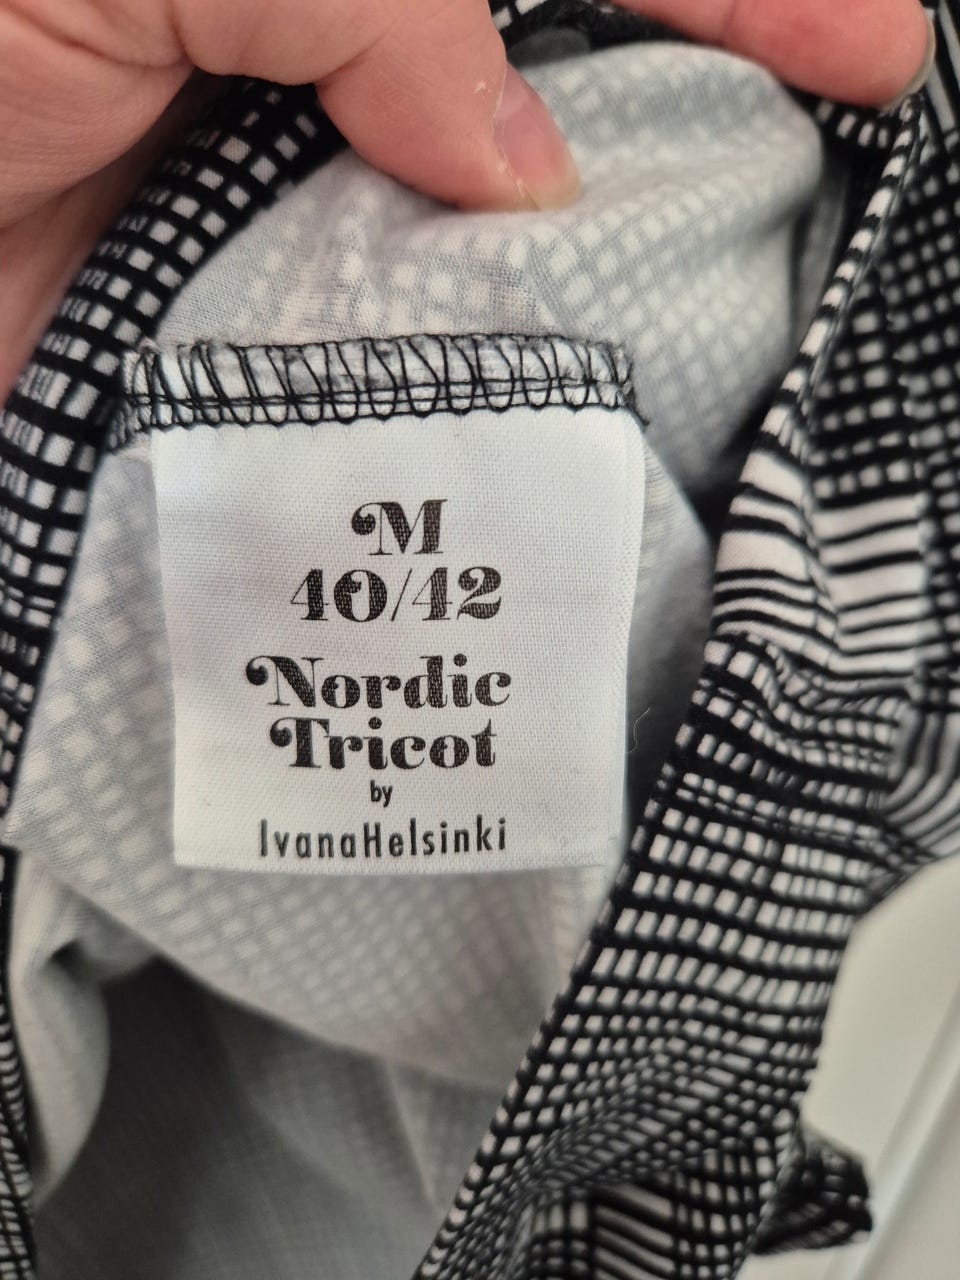 M
40/42
Nordic
Tricot
by
IvanaHelsinki